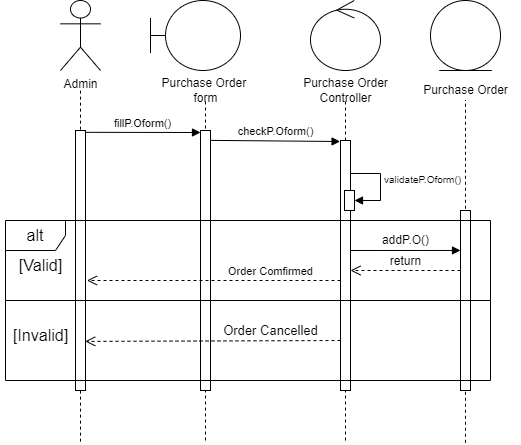 Admin
Purchase Order
form
Purchase Order
Controller
Purchase Order
fillP.Oform()
checkP.Oform()
validateP.Oform()
alt
[Valid]
addP.O()
return
Order Comfirmed
[Invalid]
Order Cancelled